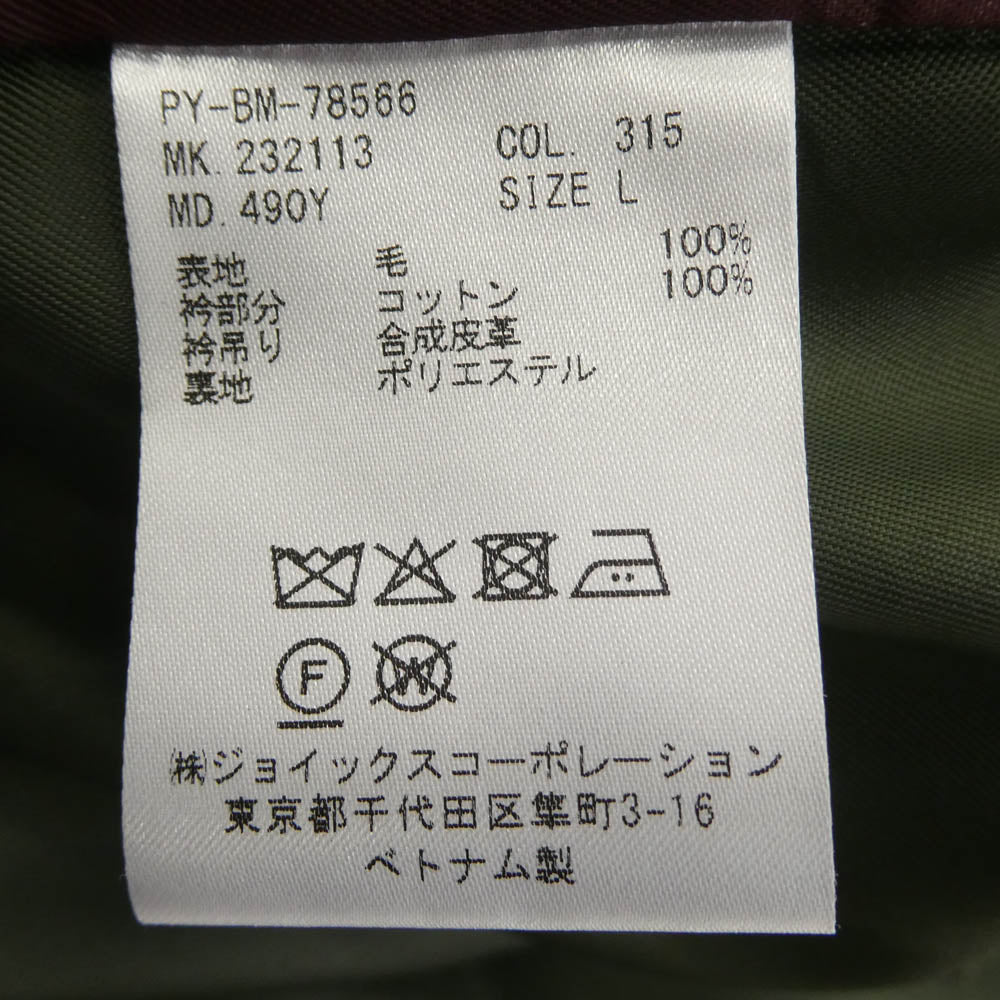 PY-BM-78566
MK. 232113 COL. 315
MD. 490Y SIZE L
表地 毛 100%
衿部分 コットン 100%
衿吊り 合成皮革
裏地 ポリエステル
F W
㈱ジョイックスコーポレーション
東京都千代田区隼町3-16
ベトナム製